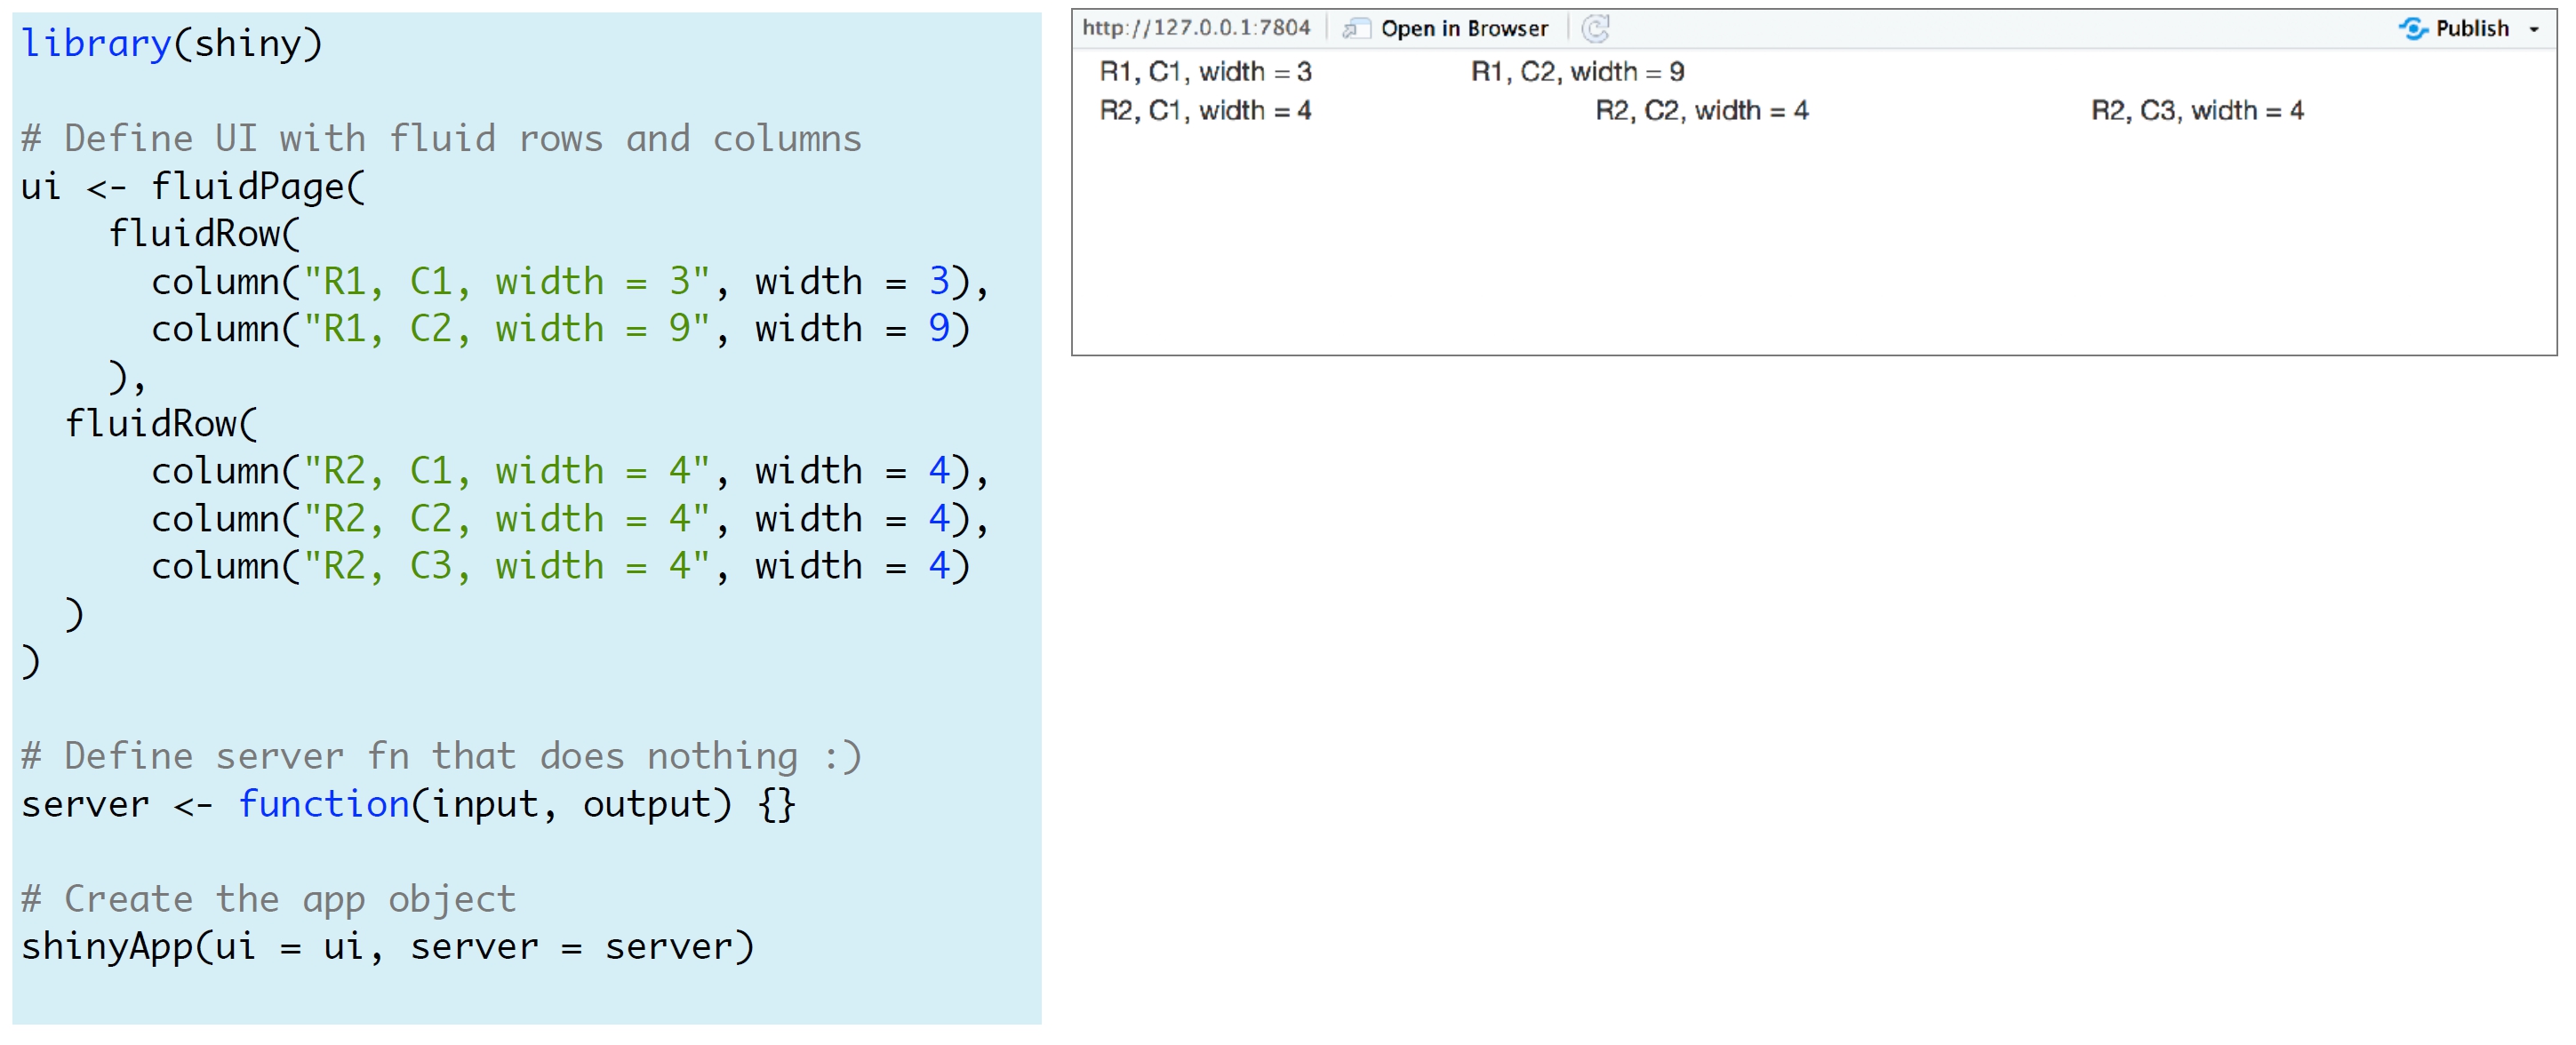 library(shiny)
# Define UI with fluid rows and columns
ui <- fluidPage(
    fluidRow(
      column("R1, C1, width = 3", width = 3),
      column("R1, C2, width = 9", width = 9)
    ),
  fluidRow(
      column("R2, C1, width = 4", width = 4),
      column("R2, C2, width = 4", width = 4),
      column("R2, C3, width = 4", width = 4)
  )
)
# Define server fn that does nothing :)
server <- function(input, output) {}
# Create the app object
shinyApp(ui = ui, server = server)
http://127.0.0.1:7804 Open in Browser Publish
R1, C1, width = 3 R1, C2, width = 9
R2, C1, width = 4 R2, C2, width = 4 R2, C3, width = 4